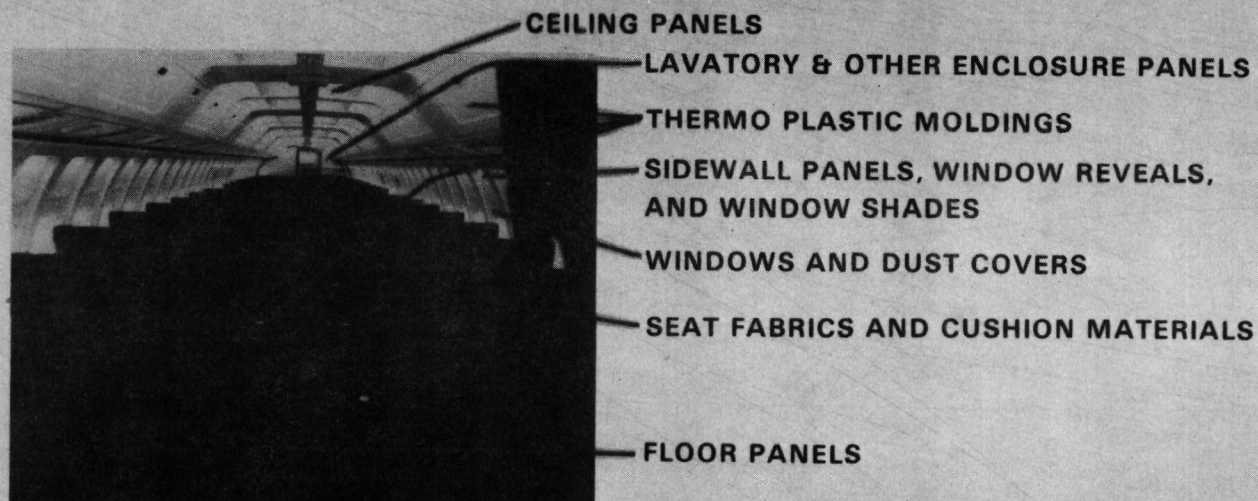 CEILING PANELS
LAVATORY & OTHER ENCLOSURE PANELS
THERMO PLASTIC MOLDINGS
SIDEWALL PANELS, WINDOW REVEALS,
AND WINDOW SHADES
WINDOWS AND DUST COVERS
SEAT FABRICS AND CUSHION MATERIALS
FLOOR PANELS